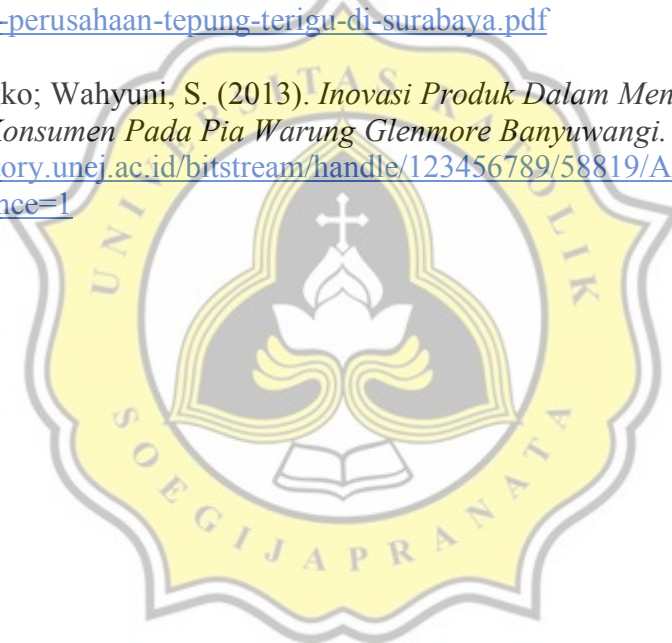 -perusahaan-tepung-terigu-di-surabaya.pdf
ko; Wahyuni, S. (2013). Inovasi Produk Dalam Men
Konsumen Pada Pia Warung Glenmore Banyuwangi.
tory.unej.ac.id/bitstream/handle/123456789/58819/A
nce=1
UNIVERSITAS KATOLIK
SOEGIJAPRANATA